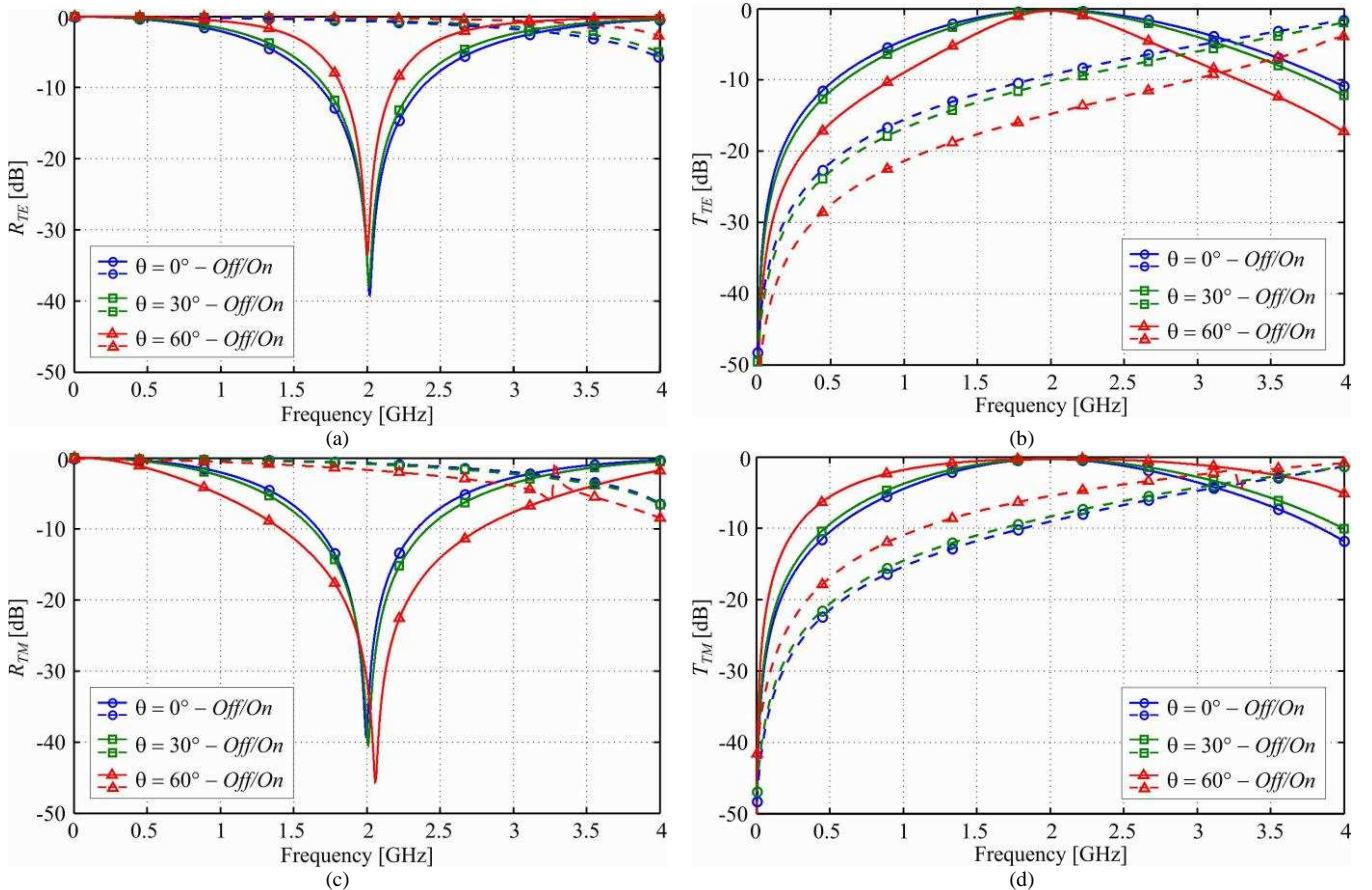 0
-10
-20
-30
-40
-50
R_TE [dB]
θ = 0° – Off/On
θ = 30° – Off/On
θ = 60° – Off/On
0 0.5 1 1.5 2 2.5 3 3.5 4
Frequency [GHz]
(a)
0
-10
-20
-30
-40
-50
T_TE [dB]
θ = 0° – Off/On
θ = 30° – Off/On
θ = 60° – Off/On
0 0.5 1 1.5 2 2.5 3 3.5 4
Frequency [GHz]
(b)
0
-10
-20
-30
-40
-50
R_TM [dB]
θ = 0° – Off/On
θ = 30° – Off/On
θ = 60° – Off/On
0 0.5 1 1.5 2 2.5 3 3.5 4
Frequency [GHz]
(c)
0
-10
-20
-30
-40
-50
T_TM [dB]
θ = 0° – Off/On
θ = 30° – Off/On
θ = 60° – Off/On
0 0.5 1 1.5 2 2.5 3 3.5 4
Frequency [GHz]
(d)